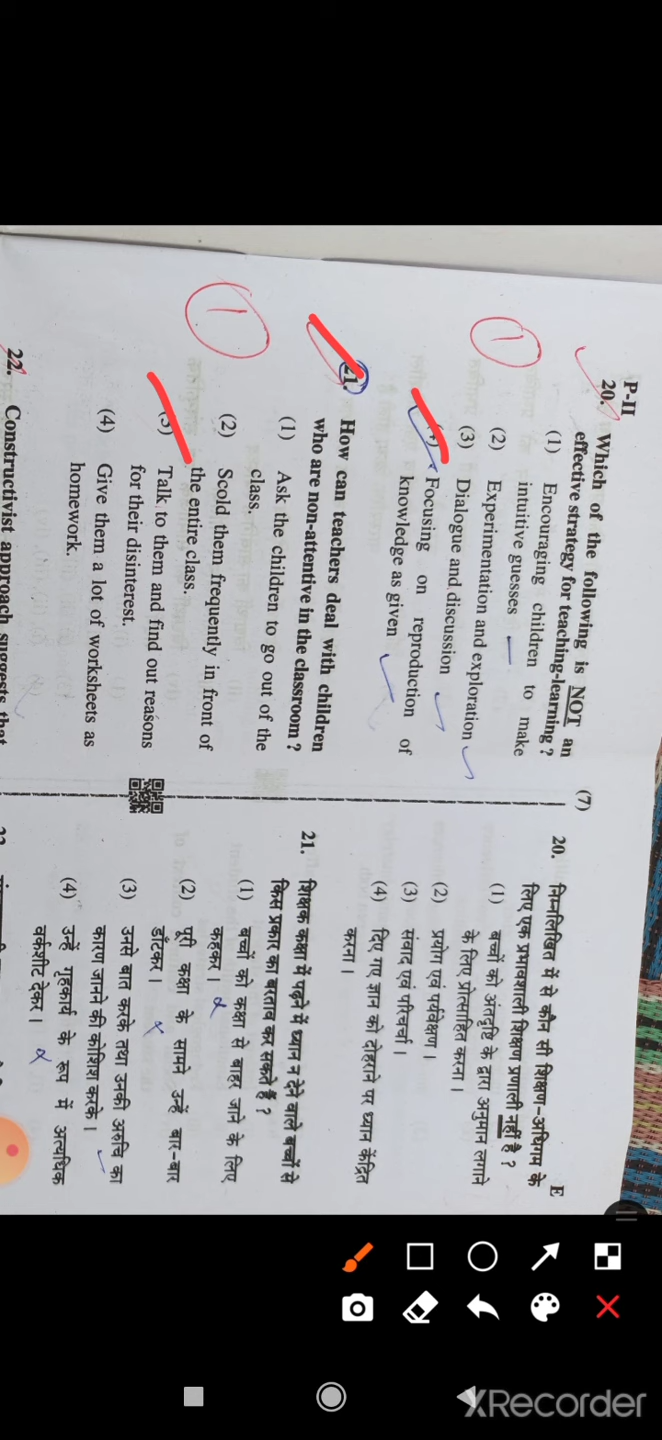 P-II
(7)
E
20. Which of the following is NOT an
effective strategy for teaching-learning ?
(1) Encouraging children to make
intuitive guesses
(2) Experimentation and exploration
(3) Dialogue and discussion
Focusing on reproduction of
knowledge as given
21. How can teachers deal with children
who are non-attentive in the classroom ?
(1) Ask the children to go out of the
class.
(2) Scold them frequently in front of
the entire class.
(3) Talk to them and find out reasons
for their disinterest.
(4) Give them a lot of worksheets as
homework.
22. Constructivist approach suggests that
20. निम्नलिखित में से कौन सी शिक्षण-अधिगम के
लिए एक प्रभावशाली शिक्षण प्रणाली नहीं है ?
(1) बच्चों को अंतदृष्टि के द्वारा अनुमान लगाने
के लिए प्रोत्साहित करना ।
(2) प्रयोग एवं पर्यवेक्षण ।
(3) संवाद एवं परिचर्चा ।
(4) दिए गए ज्ञान को दोहराने पर ध्यान केंद्रित
करना ।
21. शिक्षक कक्षा में पढ़ने में ध्यान न देने वाले बच्चों से
किस प्रकार का बरताव कर सकते हैं ?
(1) बच्चों को कक्षा से बाहर जाने के लिए
कहकर ।
(2) पूरी कक्षा के सामने उन्हें बार-बार
डाँटकर ।
(3) उनसे बात करके तथा उनकी अरुचि का
कारण जानने की कोशिश करके ।
(4) उन्हें गृहकार्य के रूप में अत्यधिक
वर्कशीट देकर ।
1
1
XRecorder